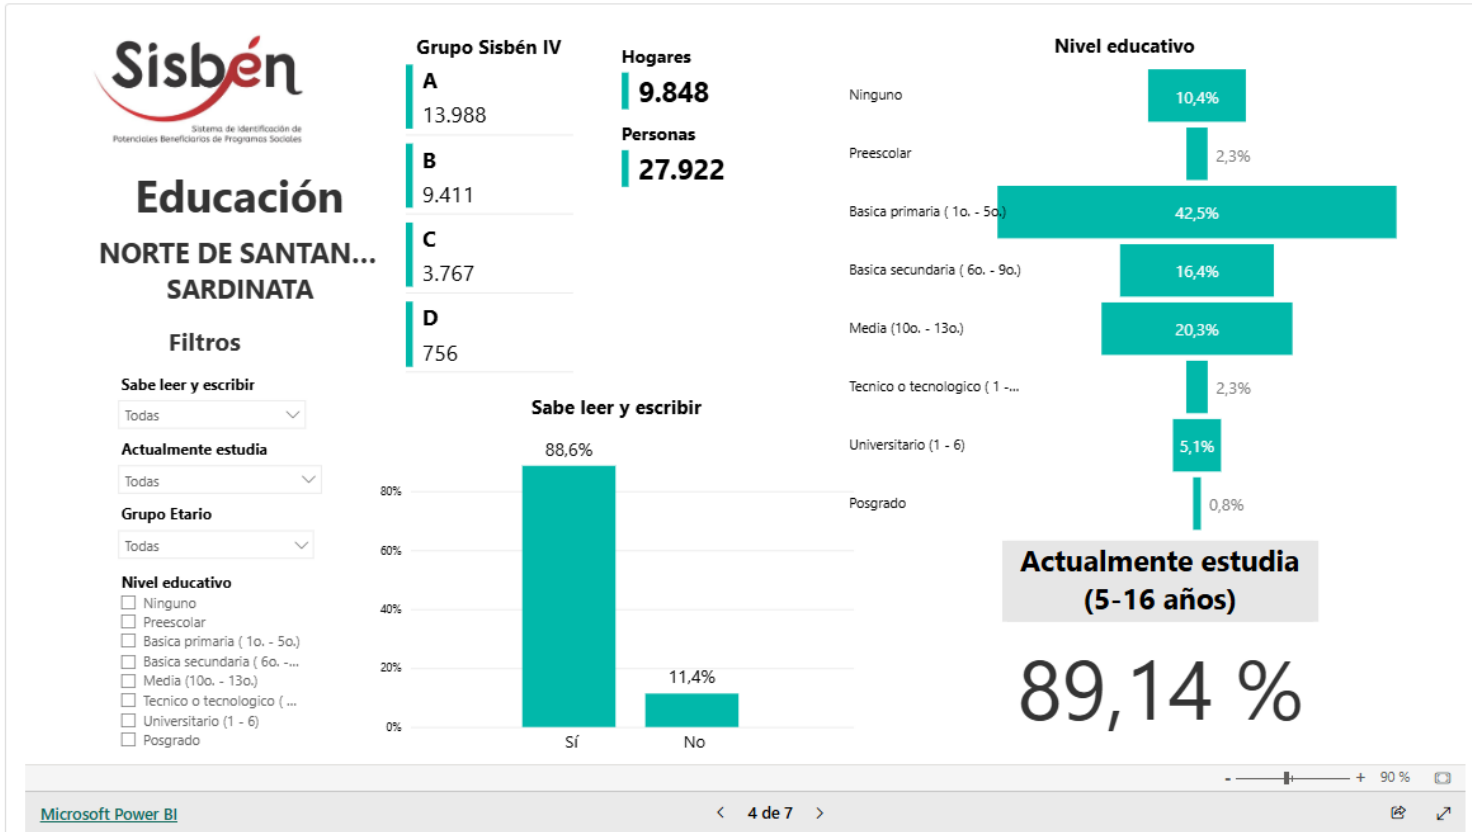 Sisbén
Sistema de Identificación de
Potenciales Beneficiarios de Programas Sociales
Educación
NORTE DE SANTAN...
SARDINATA
Filtros
Sabe leer y escribir
Todas
Actualmente estudia
Todas
Grupo Etario
Todas
Nivel educativo
Ninguno
Preescolar
Basica primaria ( 1o. - 5o.)
Basica secundaria ( 6o. -...
Media (10o. - 13o.)
Tecnico o tecnologico ( ...
Universitario (1 - 6)
Posgrado
Grupo Sisbén IV
A
13.988
B
9.411
C
3.767
D
756
Hogares
9.848
Personas
27.922
Sabe leer y escribir
88,6%
11,4%
80%
60%
40%
20%
0%
Sí
No
Nivel educativo
Ninguno 10,4%
Preescolar 2,3%
Basica primaria ( 1o. - 5o.) 42,5%
Basica secundaria ( 6o. - 9o.) 16,4%
Media (10o. - 13o.) 20,3%
Tecnico o tecnologico ( 1 -... 2,3%
Universitario (1 - 6) 5,1%
Posgrado 0,8%
Actualmente estudia
(5-16 años)
89,14 %
- + 90 %
Microsoft Power BI
< 4 de 7 >